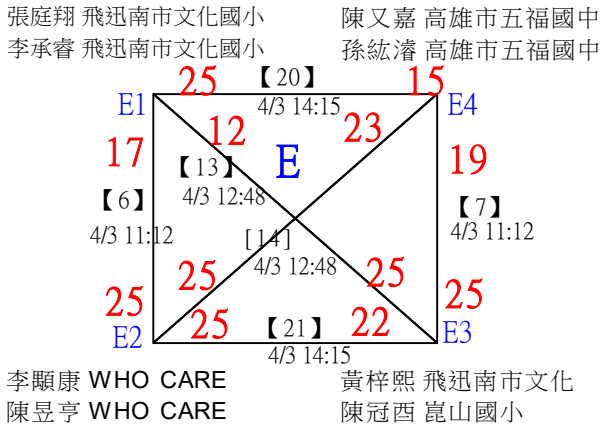 張庭翔 飛迅南市文化國小
陳又嘉 高雄市五福國中
李承睿 飛迅南市文化國小
孫紘濬 高雄市五福國中
25 【20】 15
E1 4/3 14:15 E4
12 23
17 【13】 E 19
4/3 12:48
【6】 【7】
4/3 11:12 [14] 4/3 11:12
4/3 12:48
25 25
25 25
25 【21】 22
E2 E3
4/3 14:15
李顒康 WHO CARE
黃梓熙 飛迅南市文化
陳昱亨 WHO CARE
陳冠酉 崑山國小